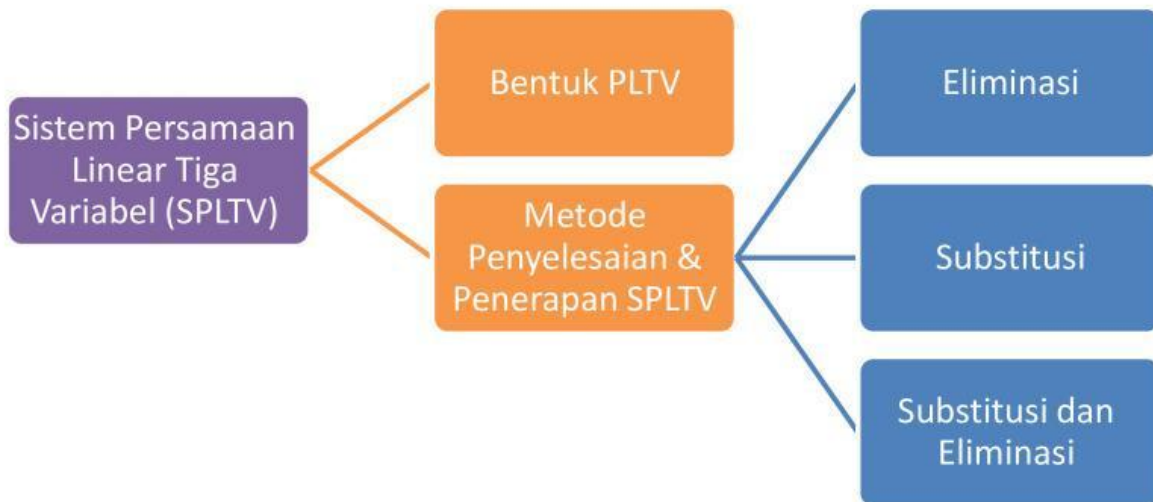 Sistem Persamaan
Linear Tiga
Variabel (SPLTV)
Bentuk PLTV
Metode
Penyelesaian &
Penerapan SPLTV
Eliminasi
Substitusi
Substitusi dan
Eliminasi